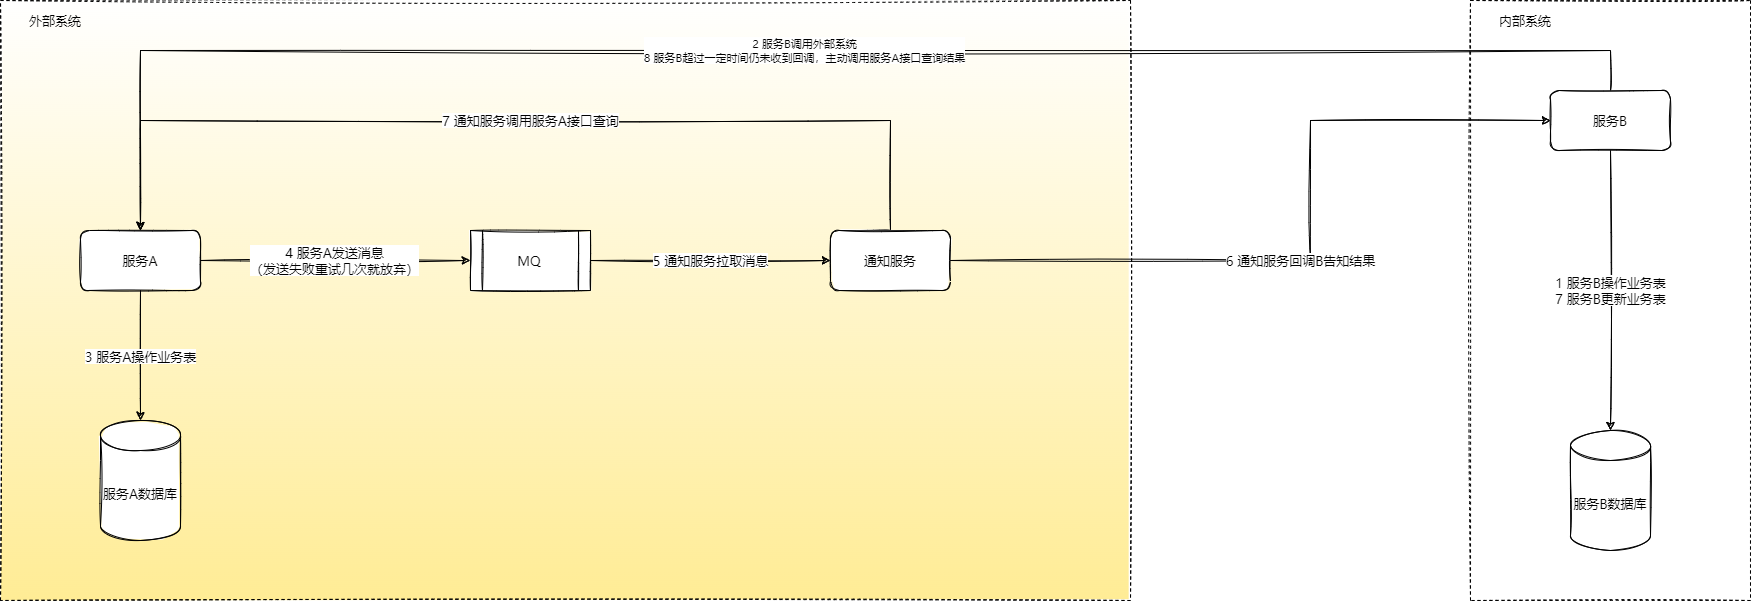 外部系统
内部系统
2 服务B调用外部系统
8 服务B超过一定时间仍未收到回调，主动调用服务A接口查询结果
7 通知服务调用服务A接口查询
服务B
服务A
4 服务A发送消息
（发送失败重试几次就放弃）
MQ
5 通知服务拉取消息
通知服务
6 通知服务回调B告知结果
1 服务B操作业务表
7 服务B更新业务表
3 服务A操作业务表
服务A数据库
服务B数据库